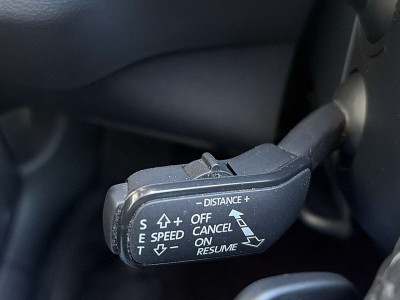 - DISTANCE +
S E T
+
SPEED
-
OFF
CANCEL
ON
RESUME